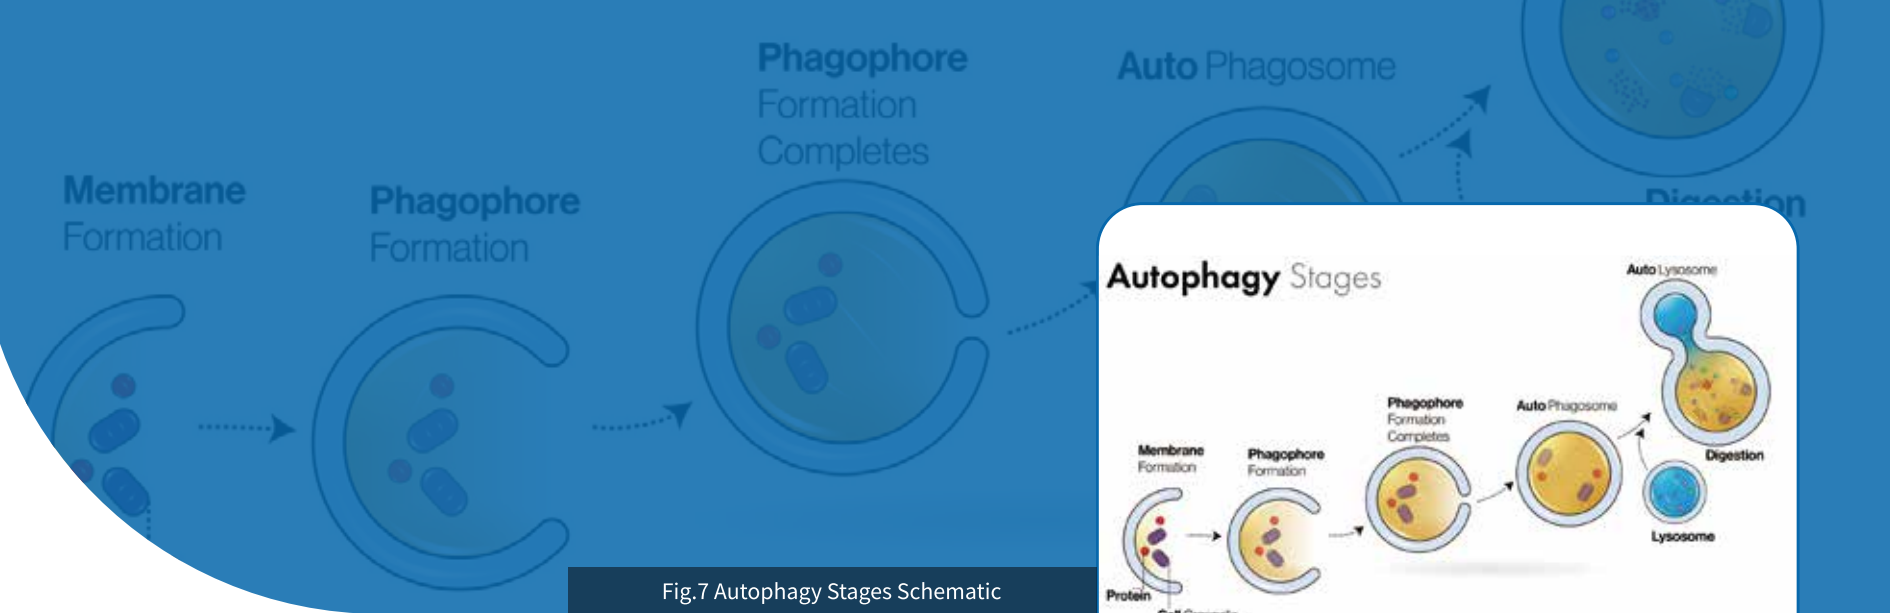 Membrane
Formation
Phagophore
Formation
Phagophore
Formation
Completes
Auto Phagosome
Digestion
Fig.7 Autophagy Stages Schematic
Autophagy Stages
Membrane
Formation
Phagophore
Formation
Phagophore
Formation
Completes
Auto Phagosome
Auto Lysosome
Digestion
Lysosome
Protein